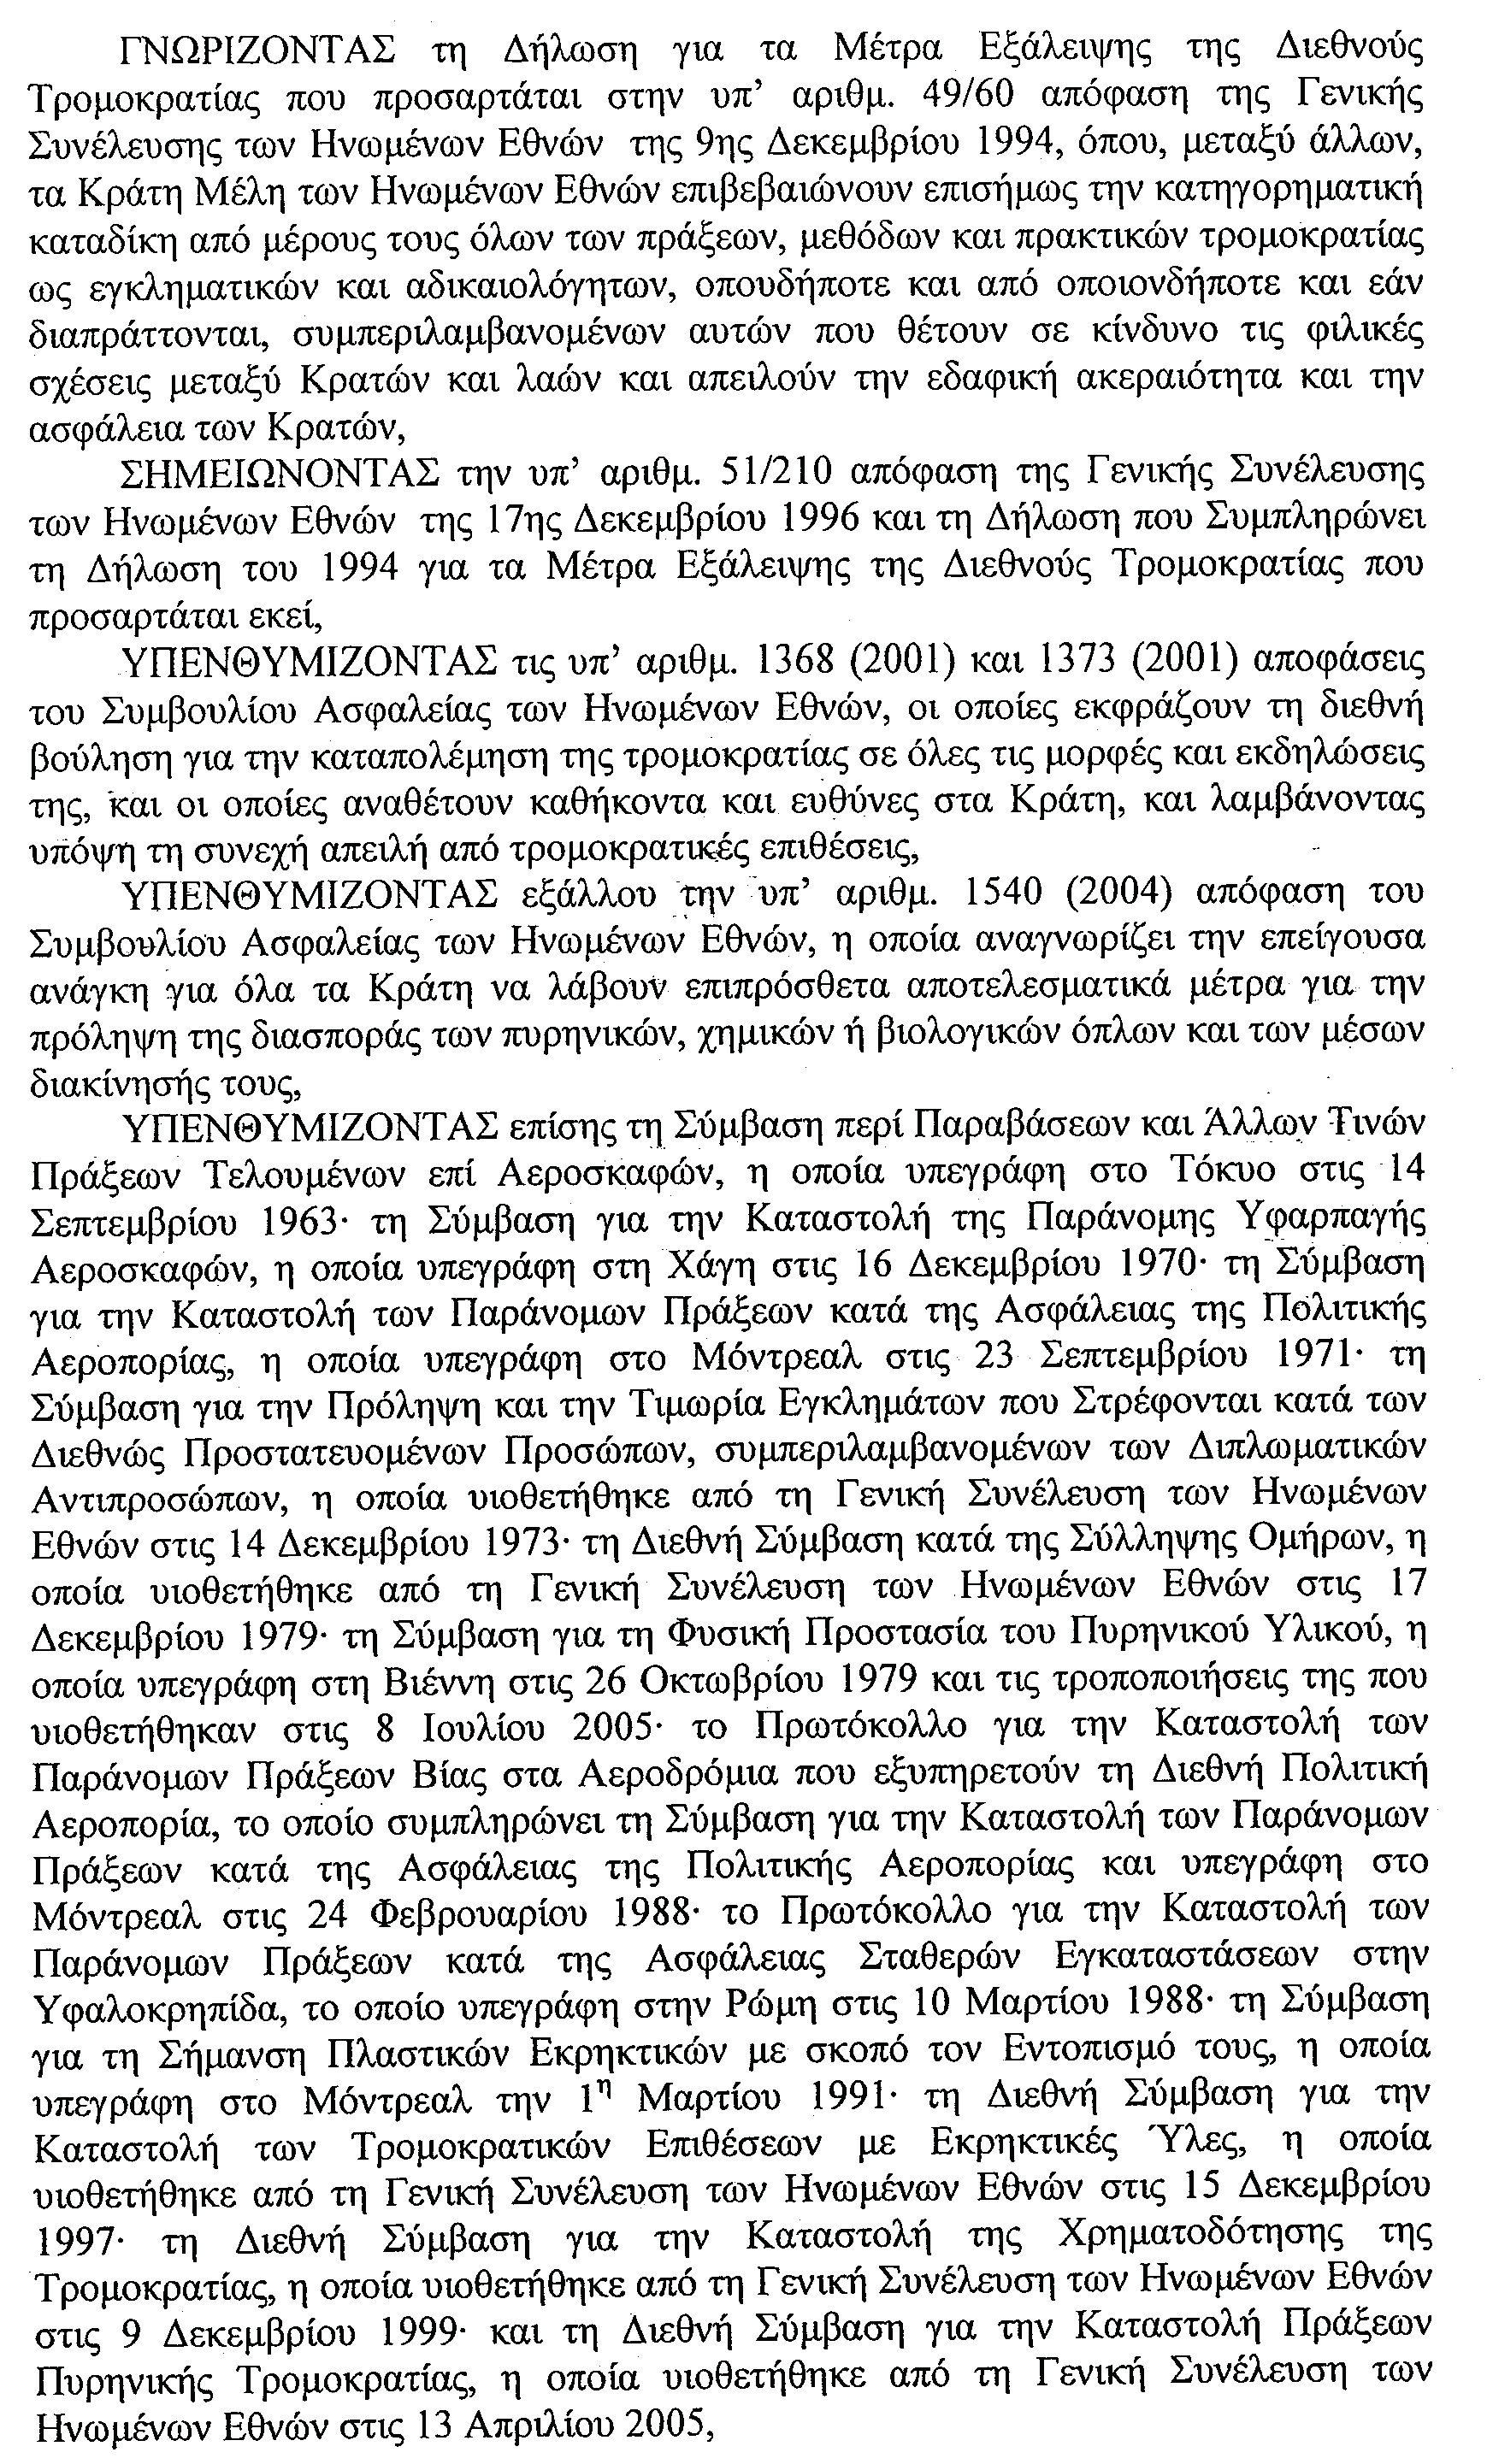 ΓΝΩΡΙΖΟΝΤΑΣ τη Δήλωση για τα Μέτρα Εξάλειψης της Διεθνούς
Τρομοκρατίας που προσαρτάται στην υπ’ αριθμ. 49/60 απόφαση της Γενικής
Συνέλευσης των Ηνωμένων Εθνών της 9ης Δεκεμβρίου 1994, όπου, μεταξύ άλλων,
τα Κράτη Μέλη των Ηνωμένων Εθνών επιβεβαιώνουν επισήμως την κατηγορηματική
καταδίκη από μέρους τους όλων των πράξεων, μεθόδων και πρακτικών τρομοκρατίας
ως εγκληματικών και αδικαιολόγητων, οπουδήποτε και από οποιονδήποτε και εάν
διαπράττονται, συμπεριλαμβανομένων αυτών που θέτουν σε κίνδυνο τις φιλικές
σχέσεις μεταξύ Κρατών και λαών και απειλούν την εδαφική ακεραιότητα και την
ασφάλεια των Κρατών,
ΣΗΜΕΙΩΝΟΝΤΑΣ την υπ’ αριθμ. 51/210 απόφαση της Γενικής Συνέλευσης
των Ηνωμένων Εθνών της 17ης Δεκεμβρίου 1996 και τη Δήλωση που Συμπληρώνει
τη Δήλωση του 1994 για τα Μέτρα Εξάλειψης της Διεθνούς Τρομοκρατίας που
προσαρτάται εκεί,
ΥΠΕΝΘΥΜΙΖΟΝΤΑΣ τις υπ’ αριθμ. 1368 (2001) και 1373 (2001) αποφάσεις
του Συμβουλίου Ασφαλείας των Ηνωμένων Εθνών, οι οποίες εκφράζουν τη διεθνή
βούληση για την καταπολέμηση της τρομοκρατίας σε όλες τις μορφές και εκδηλώσεις
της, και οι οποίες αναθέτουν καθήκοντα και ευθύνες στα Κράτη, και λαμβάνοντας
υπόψη τη συνεχή απειλή από τρομοκρατικές επιθέσεις,
ΥΠΕΝΘΥΜΙΖΟΝΤΑΣ εξάλλου την υπ’ αριθμ. 1540 (2004) απόφαση του
Συμβουλίου Ασφαλείας των Ηνωμένων Εθνών, η οποία αναγνωρίζει την επείγουσα
ανάγκη για όλα τα Κράτη να λάβουν επιπρόσθετα αποτελεσματικά μέτρα για την
πρόληψη της διασποράς των πυρηνικών, χημικών ή βιολογικών όπλων και των μέσων
διακίνησής τους,
ΥΠΕΝΘΥΜΙΖΟΝΤΑΣ επίσης τη Σύμβαση περί Παραβάσεων και Άλλων Τινών
Πράξεων Τελουμένων επί Αεροσκαφών, η οποία υπεγράφη στο Τόκυο στις 14
Σεπτεμβρίου 1963· τη Σύμβαση για την Καταστολή της Παράνομης Υφαρπαγής
Αεροσκαφών, η οποία υπεγράφη στη Χάγη στις 16 Δεκεμβρίου 1970· τη Σύμβαση
για την Καταστολή των Παράνομων Πράξεων κατά της Ασφάλειας της Πολιτικής
Αεροπορίας, η οποία υπεγράφη στο Μόντρεαλ στις 23 Σεπτεμβρίου 1971· τη
Σύμβαση για την Πρόληψη και την Τιμωρία Εγκλημάτων που Στρέφονται κατά των
Διεθνώς Προστατευομένων Προσώπων, συμπεριλαμβανομένων των Διπλωματικών
Αντιπροσώπων, η οποία υιοθετήθηκε από τη Γενική Συνέλευση των Ηνωμένων
Εθνών στις 14 Δεκεμβρίου 1973· τη Διεθνή Σύμβαση κατά της Σύλληψης Ομήρων, η
οποία υιοθετήθηκε από τη Γενική Συνέλευση των Ηνωμένων Εθνών στις 17
Δεκεμβρίου 1979· τη Σύμβαση για τη Φυσική Προστασία του Πυρηνικού Υλικού, η
οποία υπεγράφη στη Βιέννη στις 26 Οκτωβρίου 1979 και τις τροποποιήσεις της που
υιοθετήθηκαν στις 8 Ιουλίου 2005· το Πρωτόκολλο για την Καταστολή των
Παράνομων Πράξεων Βίας στα Αεροδρόμια που εξυπηρετούν τη Διεθνή Πολιτική
Αεροπορία, το οποίο συμπληρώνει τη Σύμβαση για την Καταστολή των Παράνομων
Πράξεων κατά της Ασφάλειας της Πολιτικής Αεροπορίας και υπεγράφη στο
Μόντρεαλ στις 24 Φεβρουαρίου 1988· το Πρωτόκολλο για την Καταστολή των
Παράνομων Πράξεων κατά της Ασφάλειας Σταθερών Εγκαταστάσεων στην
Υφαλοκρηπίδα, το οποίο υπεγράφη στην Ρώμη στις 10 Μαρτίου 1988· τη Σύμβαση
για τη Σήμανση Πλαστικών Εκρηκτικών με σκοπό τον Εντοπισμό τους, η οποία
υπεγράφη στο Μόντρεαλ την 1η Μαρτίου 1991· τη Διεθνή Σύμβαση για την
Καταστολή των Τρομοκρατικών Επιθέσεων με Εκρηκτικές Ύλες, η οποία
υιοθετήθηκε από τη Γενική Συνέλευση των Ηνωμένων Εθνών στις 15 Δεκεμβρίου
1997· τη Διεθνή Σύμβαση για την Καταστολή της Χρηματοδότησης της
Τρομοκρατίας, η οποία υιοθετήθηκε από τη Γενική Συνέλευση των Ηνωμένων Εθνών
στις 9 Δεκεμβρίου 1999· και τη Διεθνή Σύμβαση για την Καταστολή Πράξεων
Πυρηνικής Τρομοκρατίας, η οποία υιοθετήθηκε από τη Γενική Συνέλευση των
Ηνωμένων Εθνών στις 13 Απριλίου 2005,